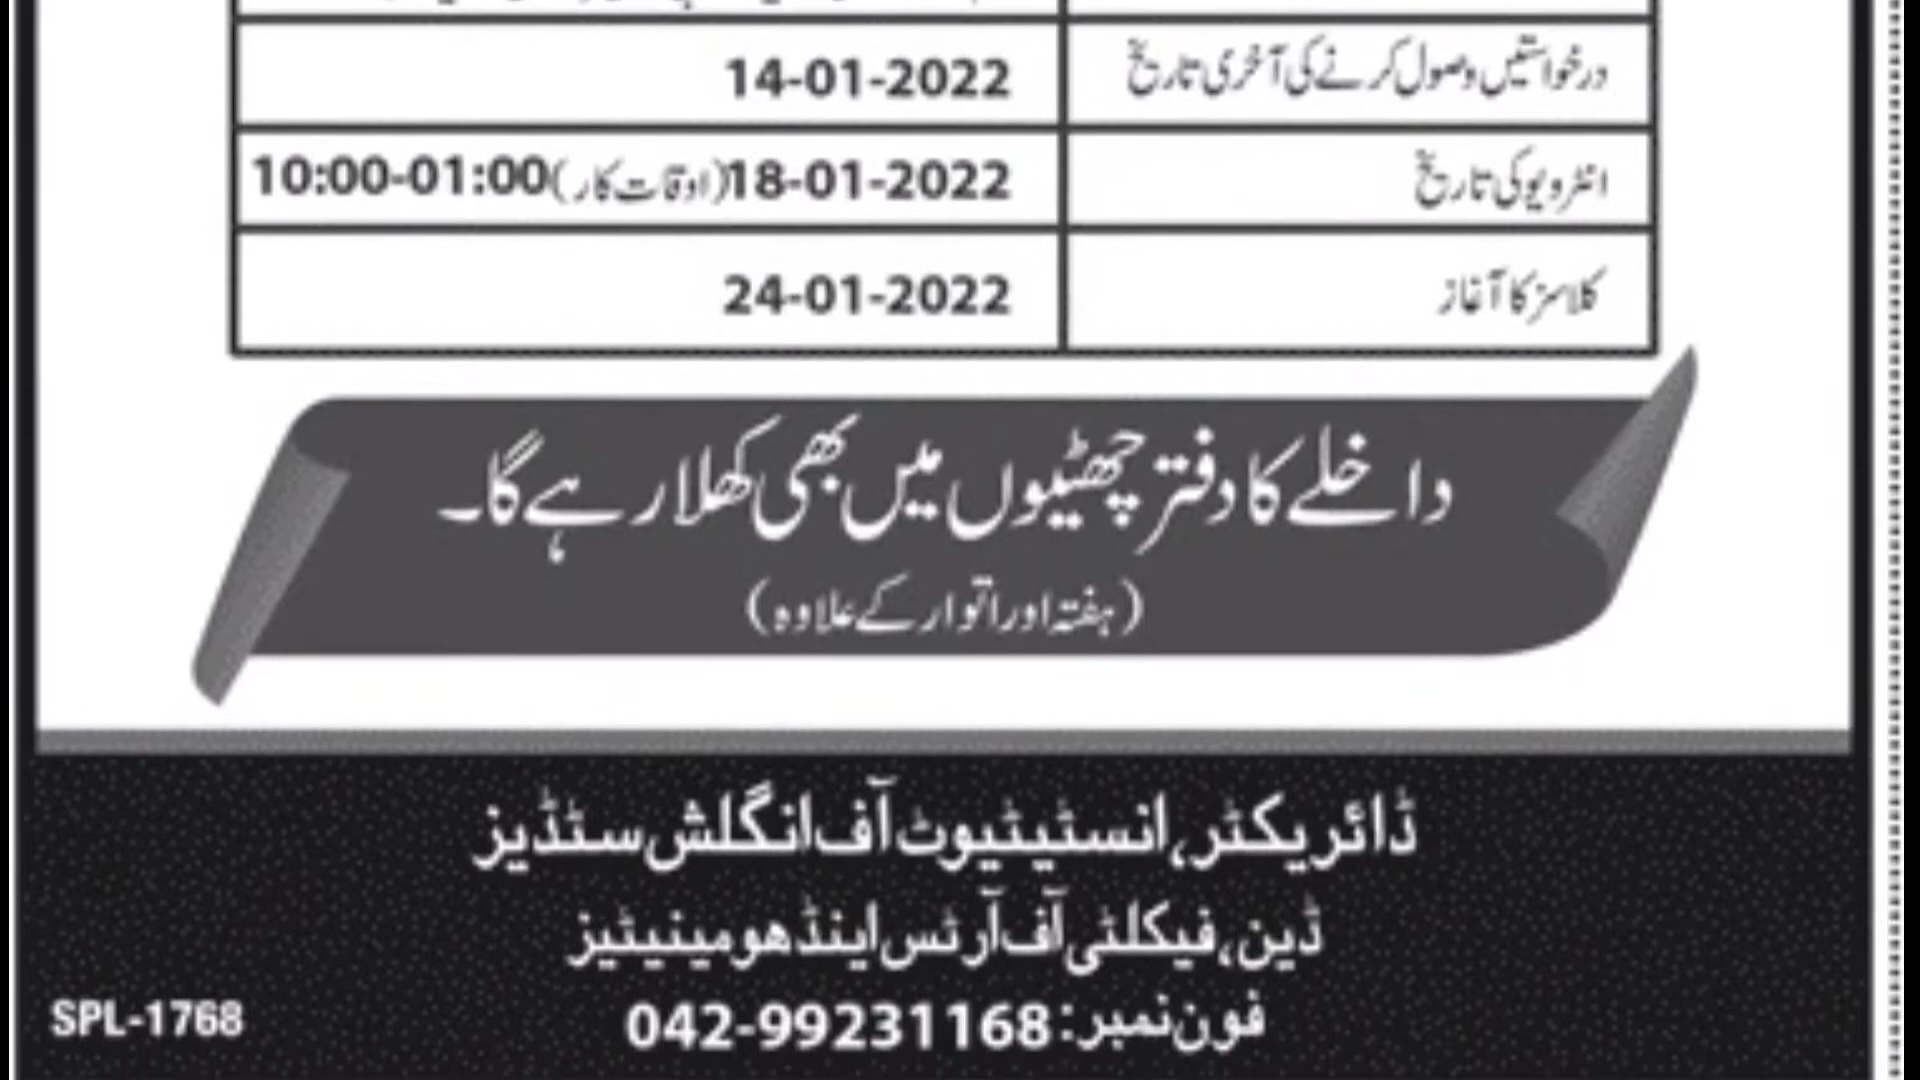 درخواستیں وصول کرنے کی آخری تاریخ 14-01-2022
انٹرویو کی تاریخ 18-01-2022 (اوقات کار) 10:00-01:00
کلاسز کا آغاز 24-01-2022
داخلے کا دفتر چھٹیوں میں بھی کھلا رہے گا۔
(ہفتہ اور اتوار کے علاوہ)
ڈائریکٹر، انسٹیٹیوٹ آف انگلش سٹڈیز
ڈین، فیکلٹی آف آرٹس اینڈ ھومینیٹیز
فون نمبر: 042-99231168
SPL-1768